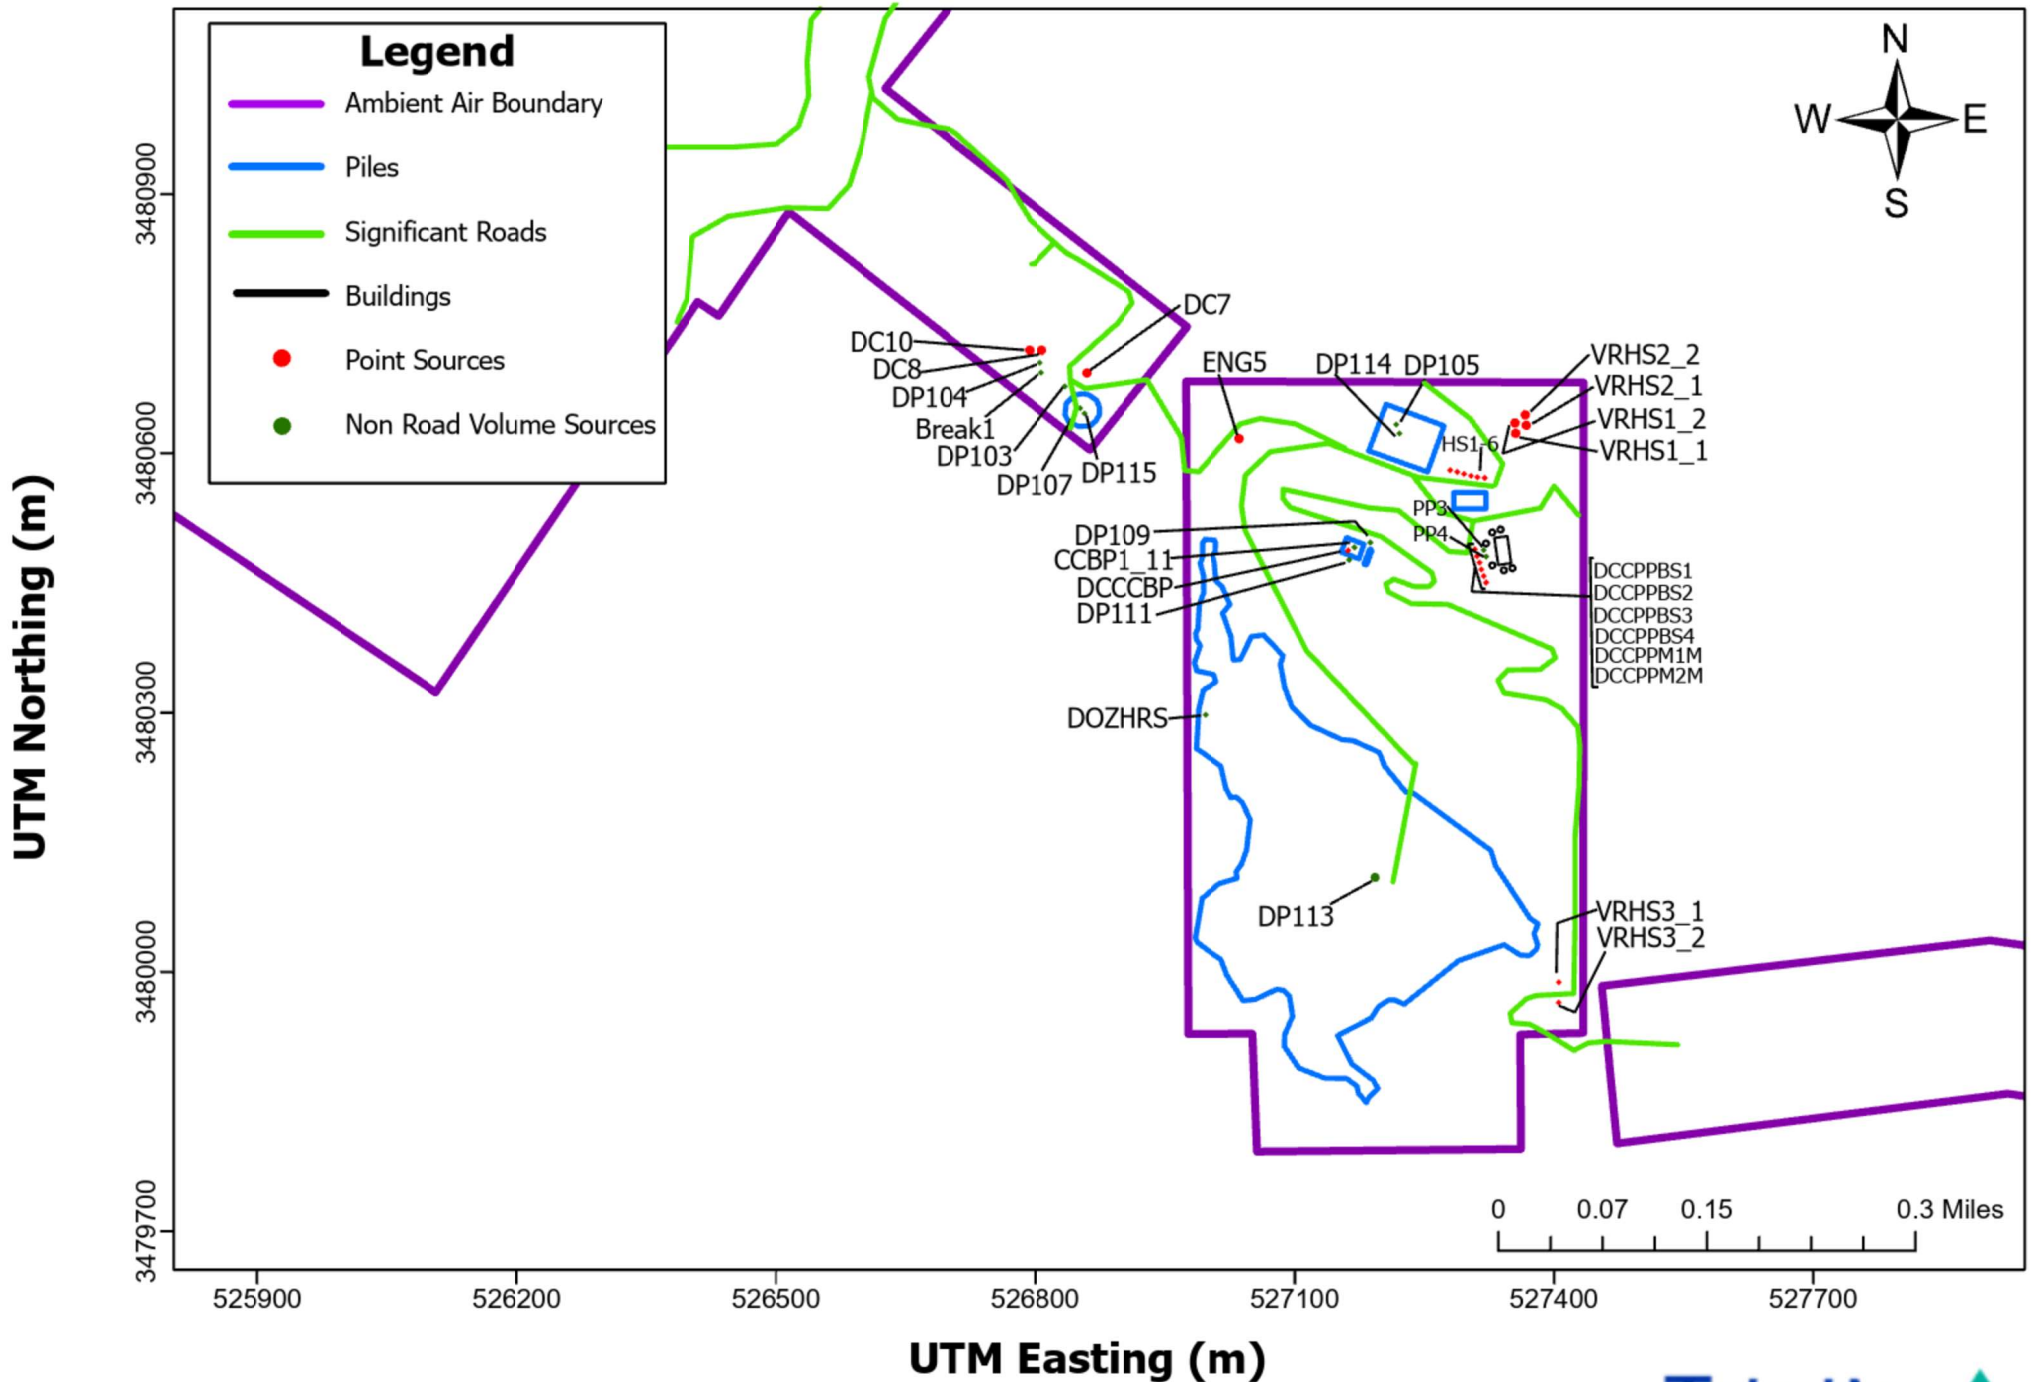 Legend
Ambient Air Boundary
Piles
Significant Roads
Buildings
Point Sources
Non Road Volume Sources
N
W E
S
3480900
3480600
3480300
3480000
3479700
UTM Northing (m)
DC7
DC10
DC8
DP104
Break1
DP103
DP107
DP115
ENG5
DP114
DP105
VRHS2_2
VRHS2_1
VRHS1_2
VRHS1_1
HS1-6
PP3
PP4
DP109
CCBP1_11
DCCCBP
DP111
DCCPPBS1
DCCPPBS2
DCCPPBS3
DCCPPBS4
DCCPPM1M
DCCPPM2M
DOZHRS
DP113
VRHS3_1
VRHS3_2
0 0.07 0.15 0.3 Miles
525900 526200 526500 526800 527100 527400 527700
UTM Easting (m)